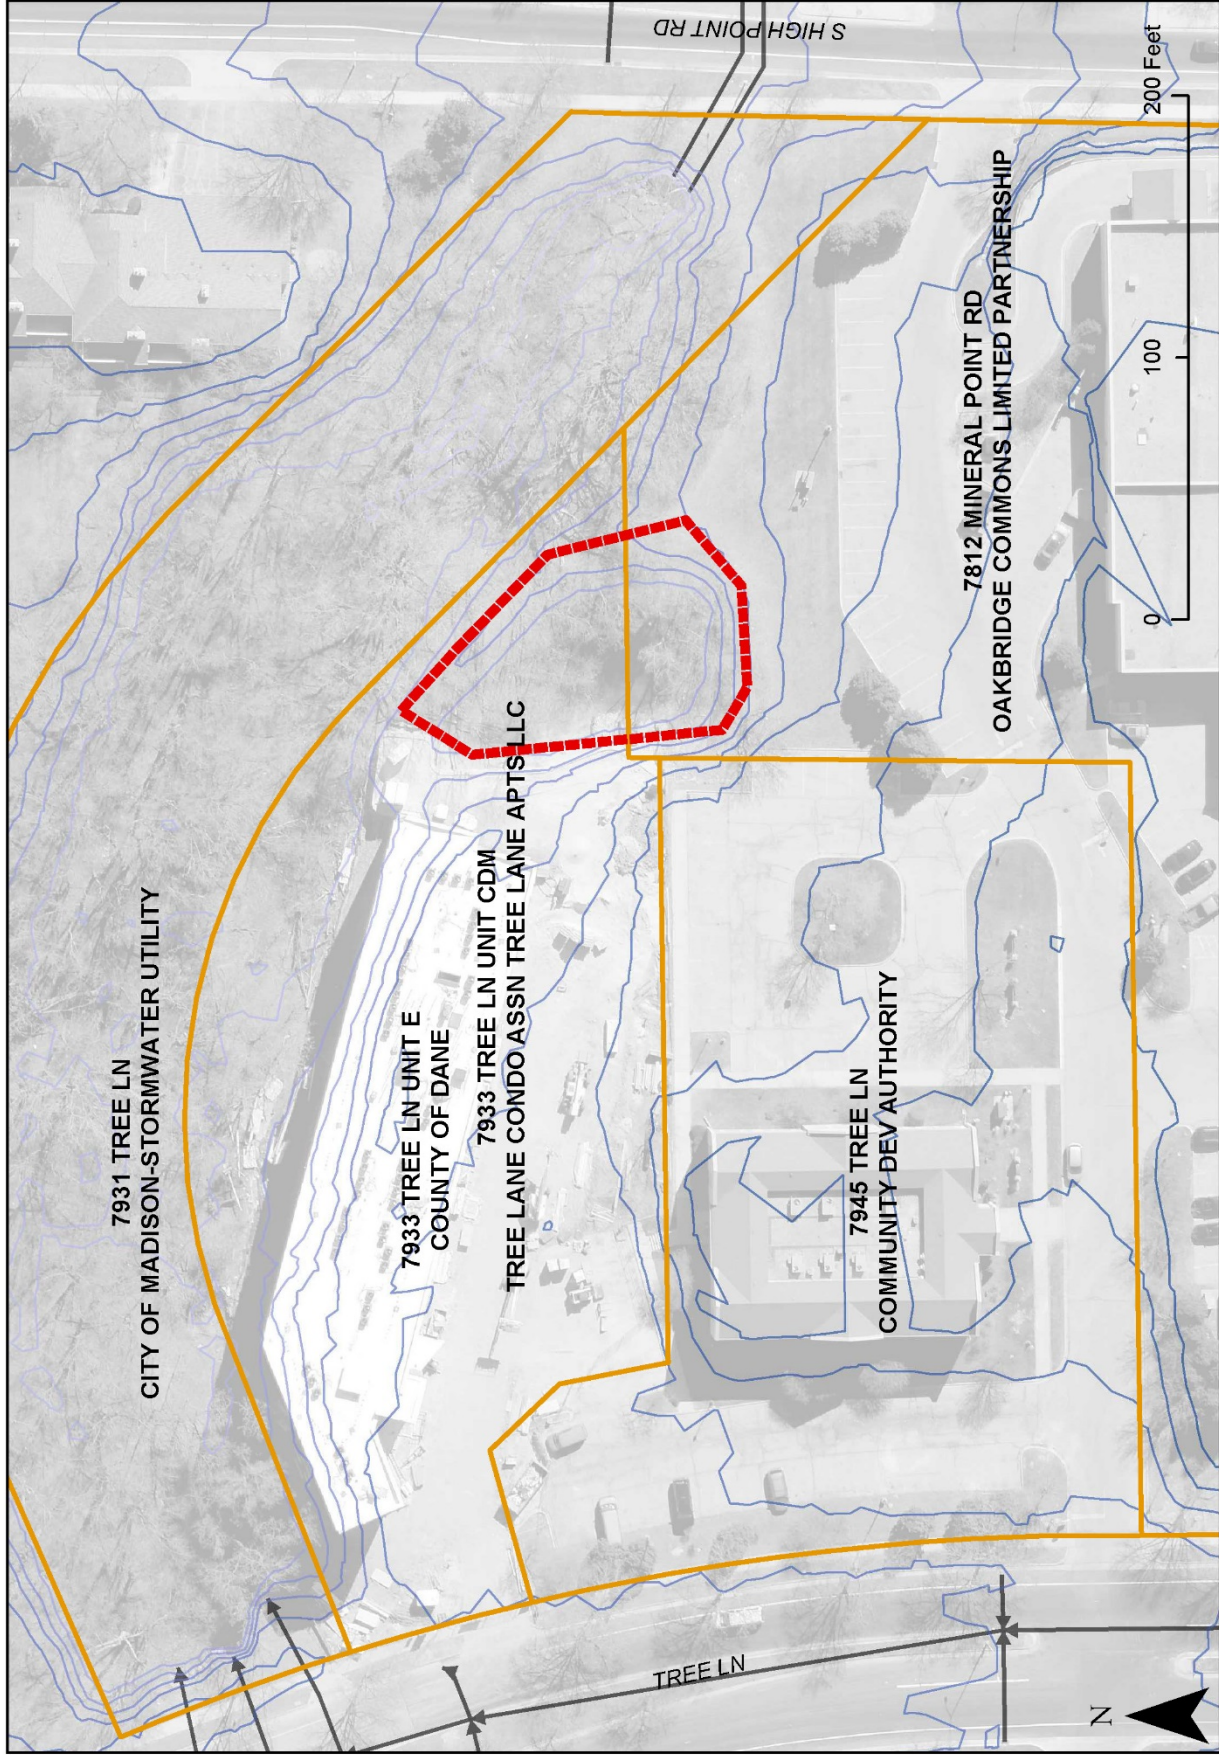 7931 TREE LN
CITY OF MADISON-STORMWATER UTILITY
7933 TREE LN UNIT E
COUNTY OF DANE
7933 TREE LN UNIT CDM
TREE LANE CONDO ASSN TREE LANE APTS LLC
7945 TREE LN
COMMUNITY DEV AUTHORITY
7812 MINERAL POINT RD
OAKBRIDGE COMMONS LIMITED PARTNERSHIP
S HIGH POINT RD
TREE LN
N
0
100
200 Feet